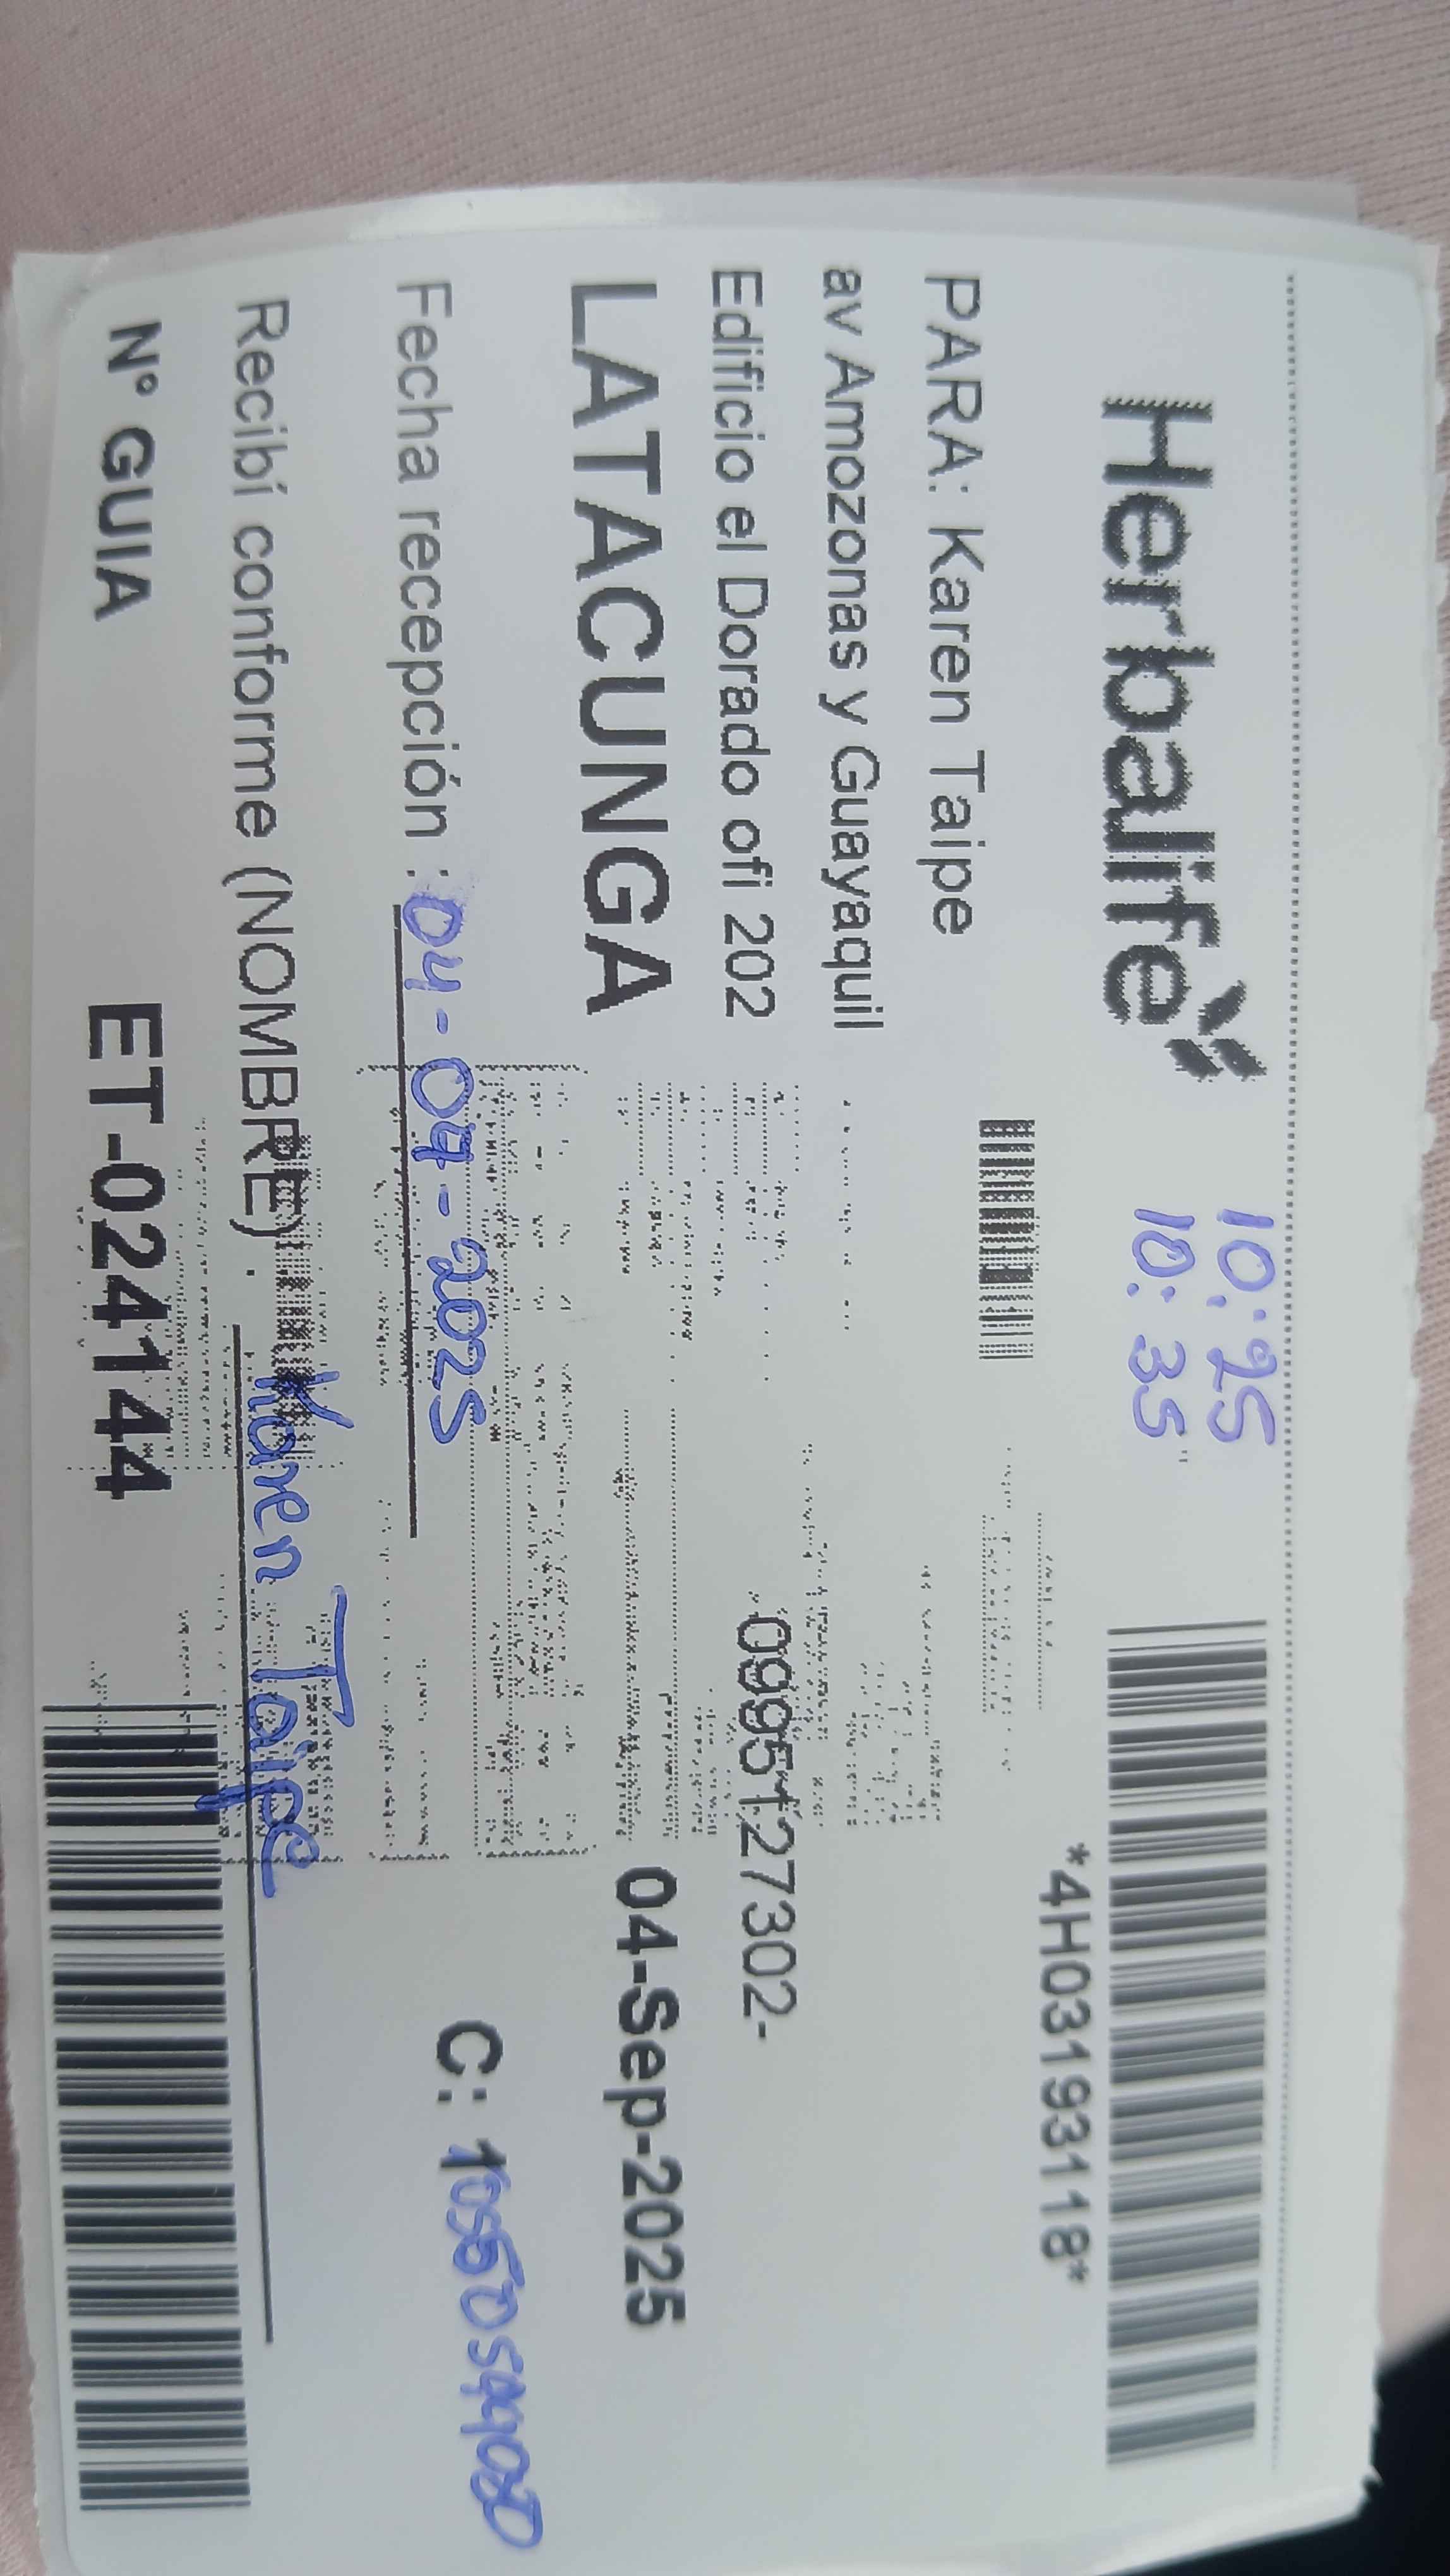 Herbalife
10:25
10:35
*4H03193118*
PARA: Karen Taipe
av Amozonas y Guayaquil
Edificio el Dorado ofi 202
0995127302-
LATACUNGA
04-Sep-2025
Fecha recepción : 04-09-2025
C:
Recibí conforme (NOMBRE). Karen Taipe
N° GUIA
ET-024144